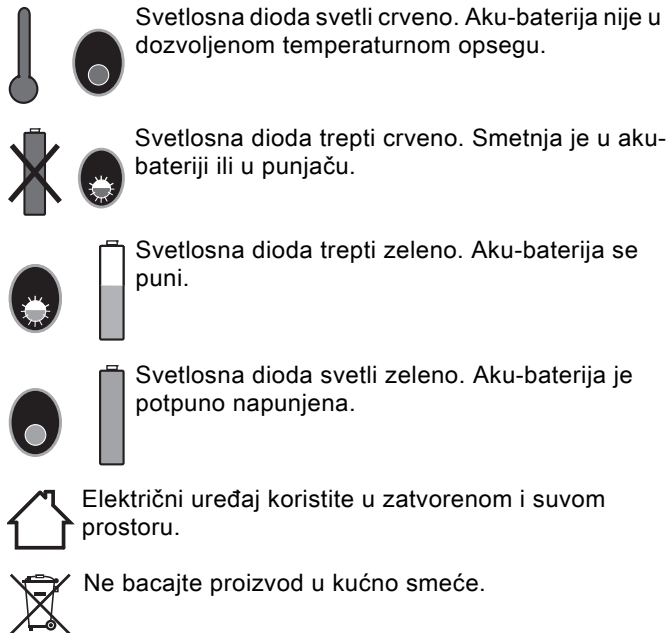 Svetlosna dioda svetli crveno. Aku-baterija nije u
dozvoljenom temperaturnom opsegu.
Svetlosna dioda trepti crveno. Smetnja je u aku-
bateriji ili u punjaču.
Svetlosna dioda trepti zeleno. Aku-baterija se
puni.
Svetlosna dioda svetli zeleno. Aku-baterija je
potpuno napunjena.
Električni uređaj koristite u zatvorenom i suvom
prostoru.
Ne bacajte proizvod u kućno smeće.